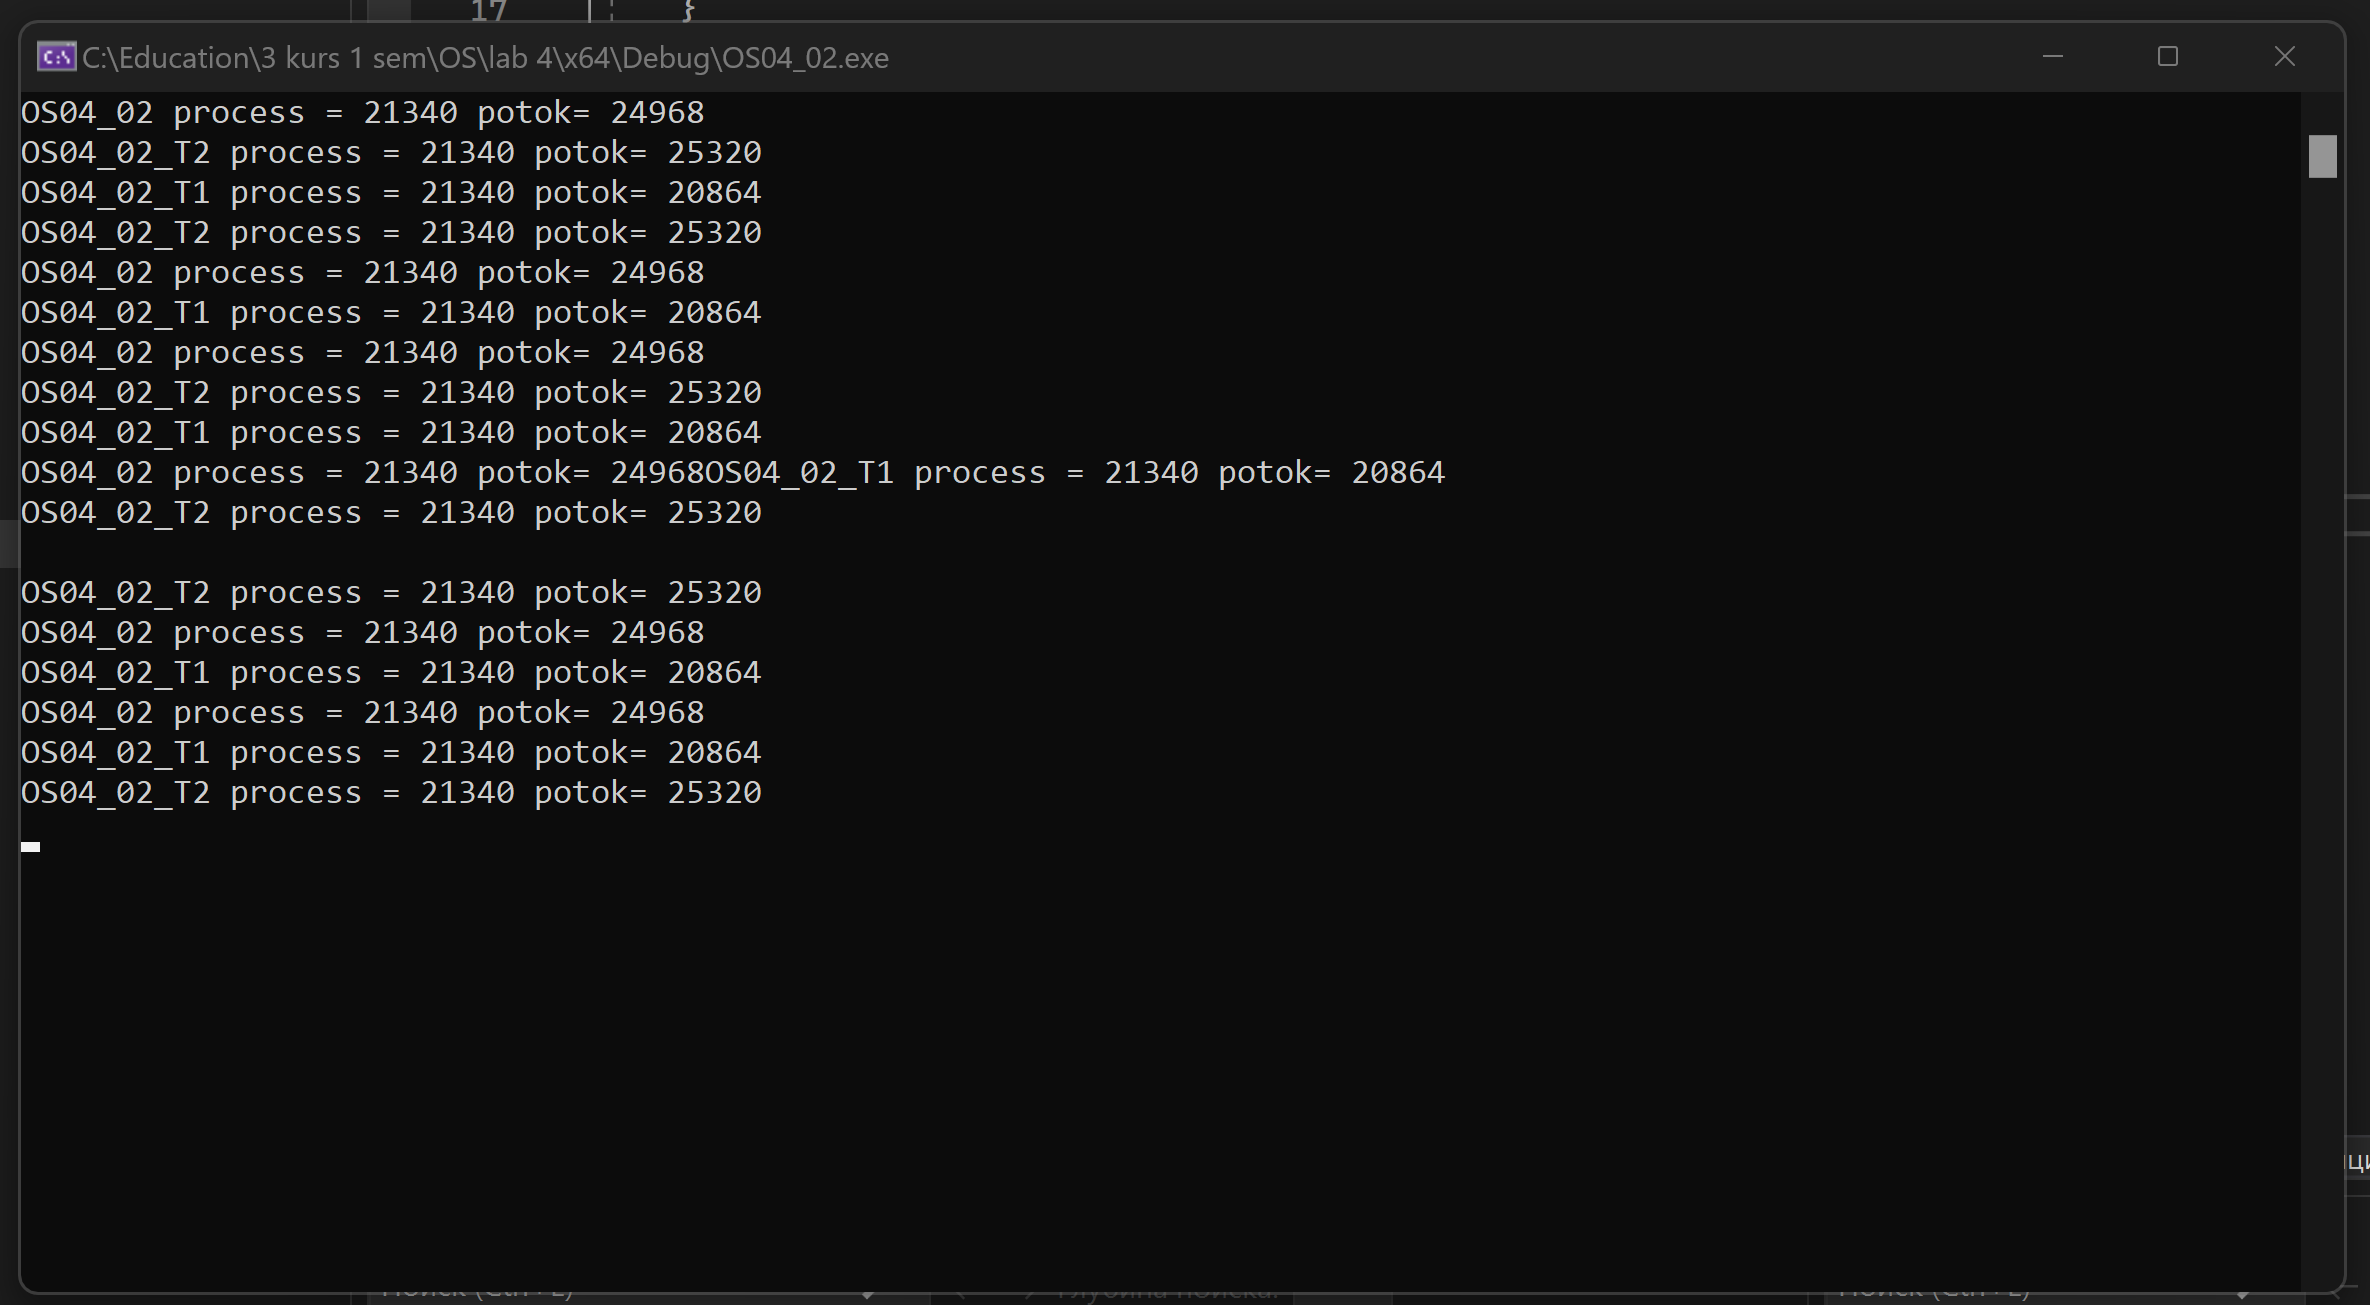 17 }
C:\Education\3 kurs 1 sem\OS\lab 4\x64\Debug\OS04_02.exe
OS04_02 process = 21340 potok= 24968
OS04_02_T2 process = 21340 potok= 25320
OS04_02_T1 process = 21340 potok= 20864
OS04_02_T2 process = 21340 potok= 25320
OS04_02 process = 21340 potok= 24968
OS04_02_T1 process = 21340 potok= 20864
OS04_02 process = 21340 potok= 24968
OS04_02_T2 process = 21340 potok= 25320
OS04_02_T1 process = 21340 potok= 20864
OS04_02 process = 21340 potok= 24968OS04_02_T1 process = 21340 potok= 20864
OS04_02_T2 process = 21340 potok= 25320
OS04_02_T2 process = 21340 potok= 25320
OS04_02 process = 21340 potok= 24968
OS04_02_T1 process = 21340 potok= 20864
OS04_02 process = 21340 potok= 24968
OS04_02_T1 process = 21340 potok= 20864
OS04_02_T2 process = 21340 potok= 25320